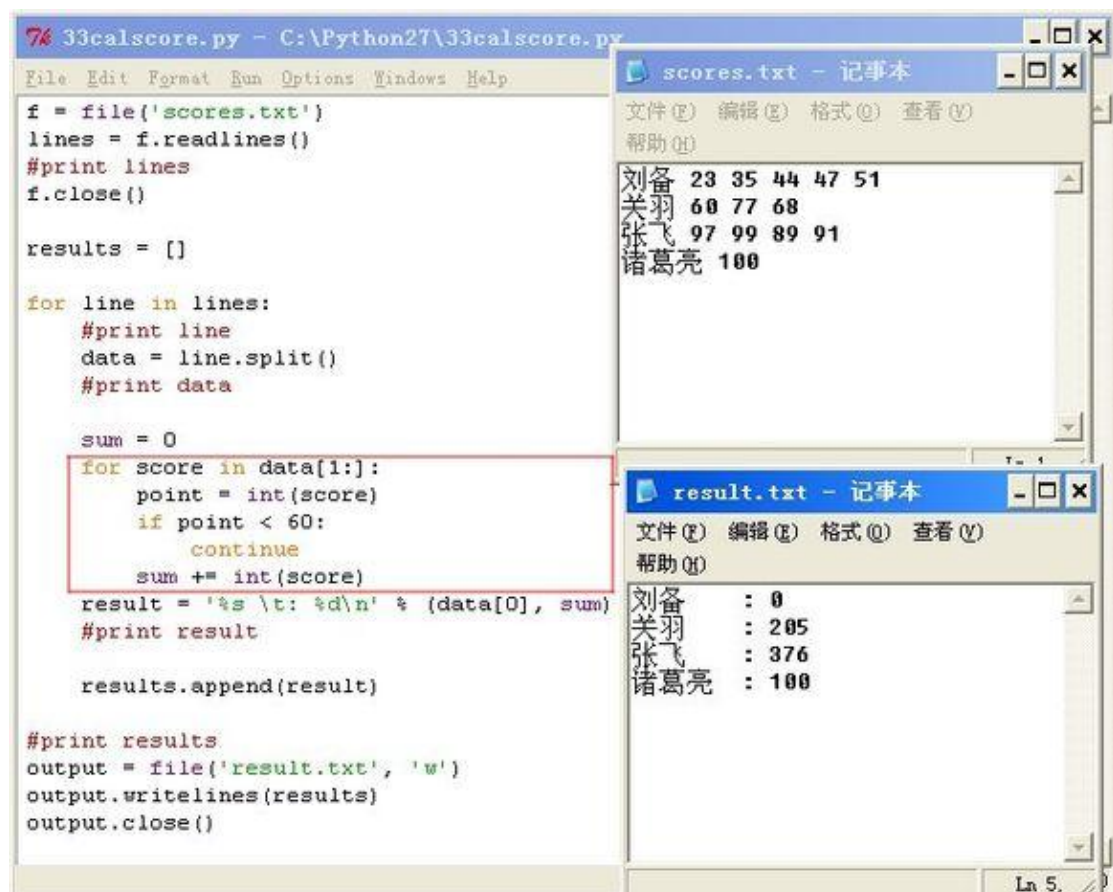 7% 33calscore.py - C:\Python27\33calscore.py
File Edit Format Run Options Windows Help
f = file('scores.txt')
lines = f.readlines()
#print lines
f.close()
results = []
for line in lines:
    #print line
    data = line.split()
    #print data
    sum = 0
    for score in data[1:]:
        point = int(score)
        if point < 60:
            continue
        sum += int(score)
    result = '%s \t: %d\n' % (data[0], sum)
    #print result
    results.append(result)
#print results
output = file('result.txt', 'w')
output.writelines(results)
output.close()
scores.txt - 记事本
文件(F) 编辑(E) 格式(O) 查看(V)
帮助(H)
刘备 23 35 44 47 51
关羽 60 77 68
张飞 97 99 89 91
诸葛亮 100
result.txt - 记事本
文件(F) 编辑(E) 格式(O) 查看(V)
帮助(H)
刘备 : 0
关羽 : 205
张飞 : 376
诸葛亮 : 100
Ln 5,